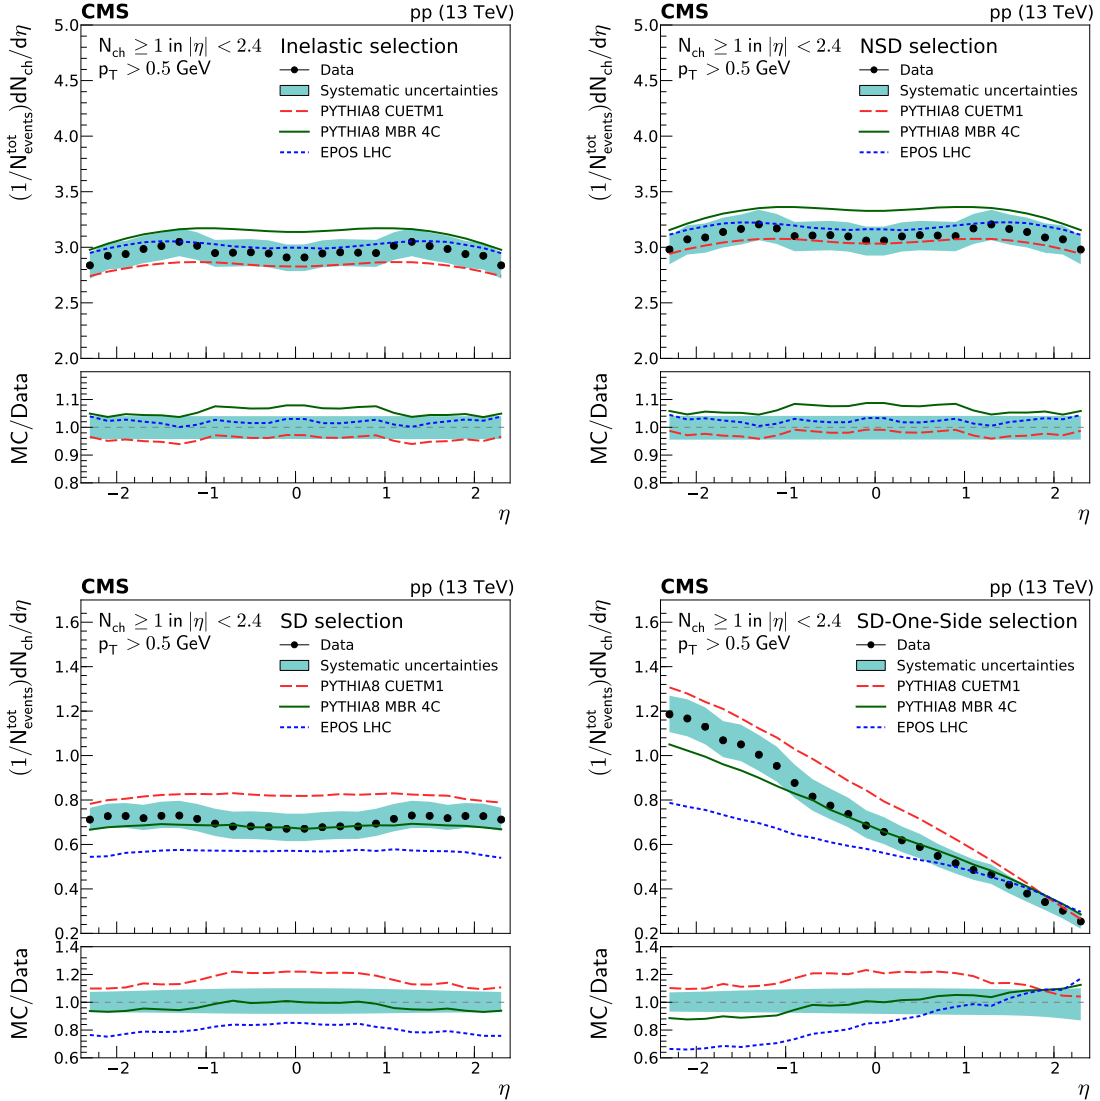 CMS pp (13 TeV)
(1/N^tot_events)dN_ch/dη
N_ch ≥ 1 in |η| < 2.4
p_T > 0.5 GeV
Inelastic selection
Data
Systematic uncertainties
PYTHIA8 CUETM1
PYTHIA8 MBR 4C
EPOS LHC
5.0
4.5
4.0
3.5
3.0
2.5
2.0
MC/Data
1.1
1.0
0.9
0.8
−2 −1 0 1 2
η
CMS pp (13 TeV)
(1/N^tot_events)dN_ch/dη
N_ch ≥ 1 in |η| < 2.4
p_T > 0.5 GeV
NSD selection
Data
Systematic uncertainties
PYTHIA8 CUETM1
PYTHIA8 MBR 4C
EPOS LHC
5.0
4.5
4.0
3.5
3.0
2.5
2.0
MC/Data
1.1
1.0
0.9
0.8
−2 −1 0 1 2
η
CMS pp (13 TeV)
(1/N^tot_events)dN_ch/dη
N_ch ≥ 1 in |η| < 2.4
p_T > 0.5 GeV
SD selection
Data
Systematic uncertainties
PYTHIA8 CUETM1
PYTHIA8 MBR 4C
EPOS LHC
1.6
1.4
1.2
1.0
0.8
0.6
0.4
0.2
MC/Data
1.4
1.2
1.0
0.8
0.6
−2 −1 0 1 2
η
CMS pp (13 TeV)
(1/N^tot_events)dN_ch/dη
N_ch ≥ 1 in |η| < 2.4
p_T > 0.5 GeV
SD-One-Side selection
Data
Systematic uncertainties
PYTHIA8 CUETM1
PYTHIA8 MBR 4C
EPOS LHC
1.6
1.4
1.2
1.0
0.8
0.6
0.4
0.2
MC/Data
1.4
1.2
1.0
0.8
0.6
−2 −1 0 1 2
η